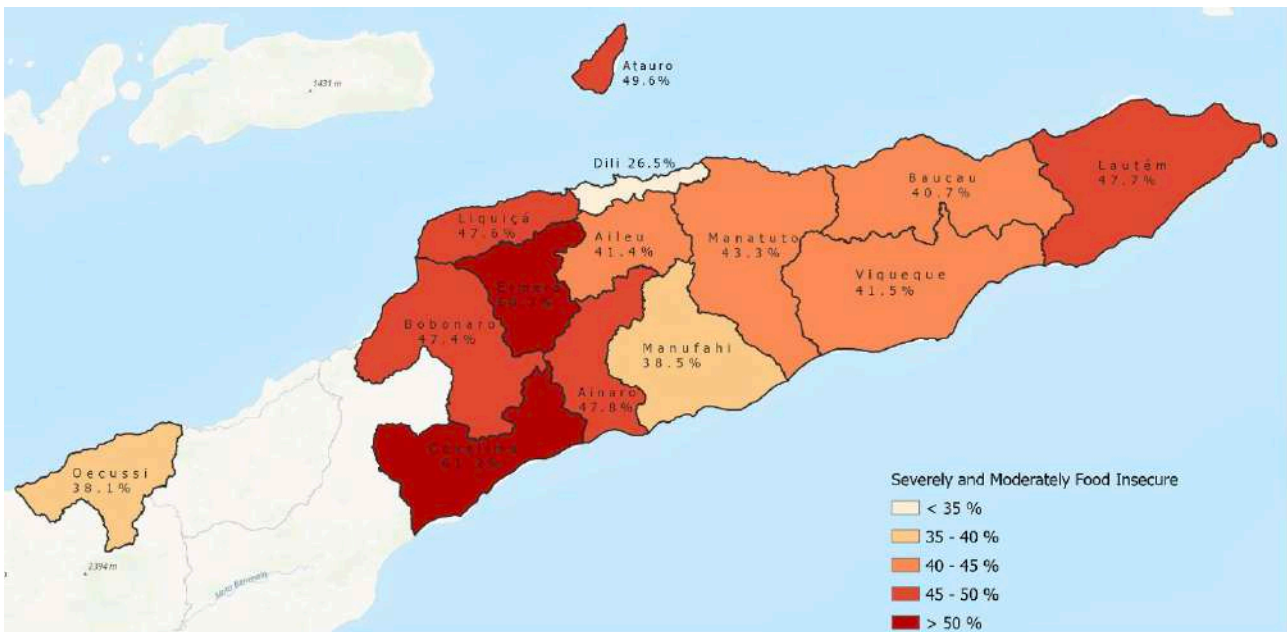 1431 m
Atauro
49.6%
Dili 26.5%
Baucau
40.7%
Lautém
47.7%
Liquiçá
47.6%
Aileu
41.4%
Manatuto
43.3%
Viqueque
41.5%
Ermera
Bobonaro
47.4%
Manufahi
38.5%
Ainaro
47.8%
Covalima
Oecussi
38.1%
2394 m
Severely and Moderately Food Insecure
< 35 %
35 - 40 %
40 - 45 %
45 - 50 %
> 50 %